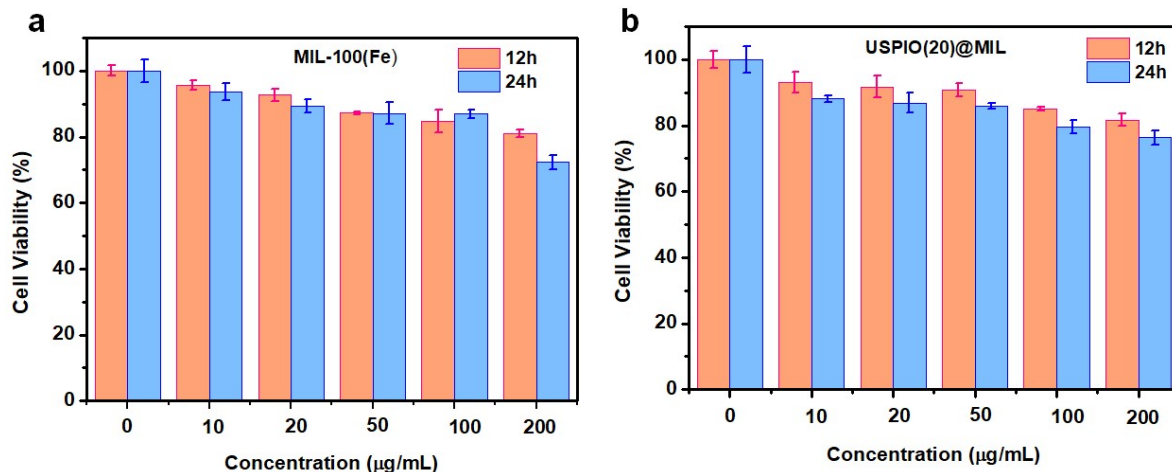 a
MIL-100(Fe)
12h
24h
100
80
60
40
20
0
Cell Viability (%)
0 10 20 50 100 200
Concentration (μg/mL)
b
USPIO(20)@MIL
12h
24h
100
80
60
40
20
0
Cell Viability (%)
0 10 20 50 100 200
Concentration (μg/mL)